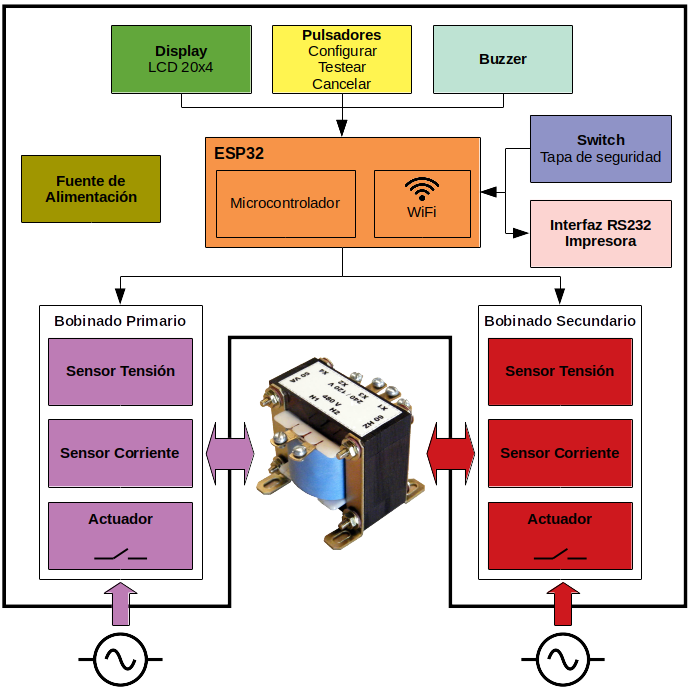 Display
LCD 20x4
Pulsadores
Configurar
Testear
Cancelar
Buzzer
ESP32
Microcontrolador
WiFi
Switch
Tapa de seguridad
Interfaz RS232
Impresora
Fuente de
Alimentación
Bobinado Primario
Sensor Tensión
Sensor Corriente
Actuador
50 VA
X4
X2
X3
X1
240 / 120 V
480 V
H1
H2
60 HZ
Bobinado Secundario
Sensor Tensión
Sensor Corriente
Actuador